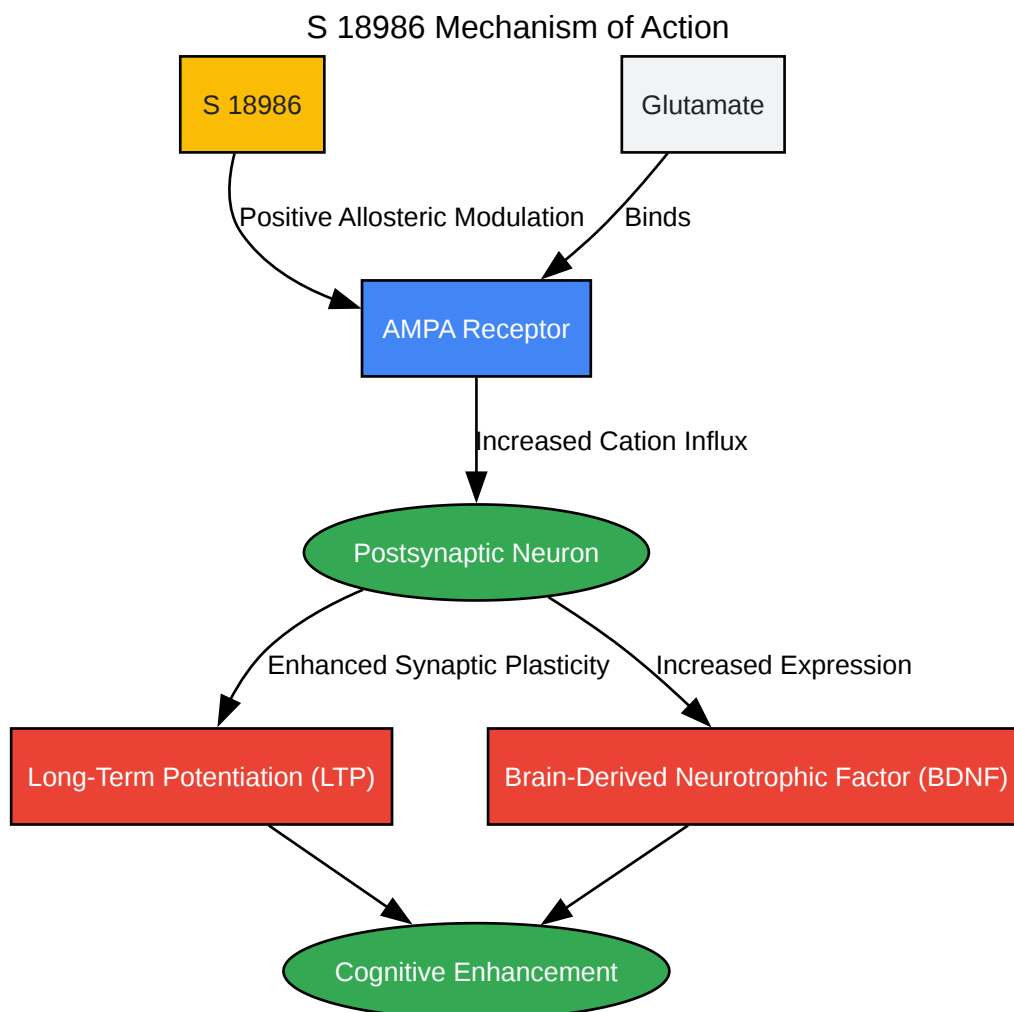 S 18986 Mechanism of Action
S 18986
Glutamate
Positive Allosteric Modulation
Binds
AMPA Receptor
Increased Cation Influx
Postsynaptic Neuron
Enhanced Synaptic Plasticity
Increased Expression
Long-Term Potentiation (LTP)
Brain-Derived Neurotrophic Factor (BDNF)
Cognitive Enhancement